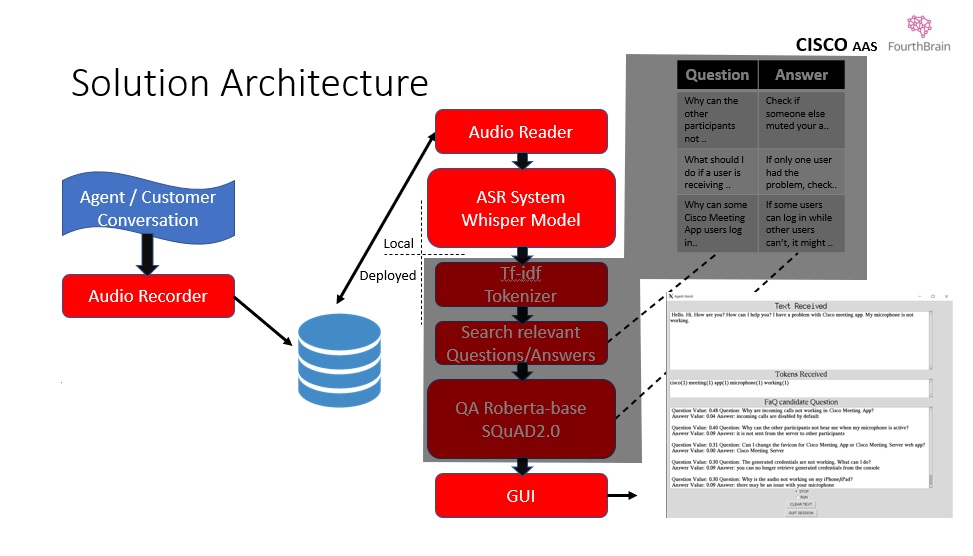 CISCO AAS
FourthBrain
Solution Architecture
Agent / Customer
Conversation
Audio Recorder
Audio Reader
ASR System
Whisper Model
Local
Deployed
Tf-idf
Tokenizer
Search relevant
Questions/Answers
QA Roberta-base
SQuAD2.0
GUI
Question Answer
Why can the
other
participants
not ..
Check if
someone else
muted your a..
What should I
do if a user is
receiving ..
If only one user
had the
problem, check..
Why can some
Cisco Meeting
App users log
in..
If some users
can log in while
other users
can't, it might ..
Agent Assist
Text Received
Hello. Hi. How are you? How can I help you? I have a problem with Cisco meeting app. My microphone is not
working.
Tokens Received
cisco(1) meeting(1) app(1) microphone(1) working(1)
FaQ candidate Question
Question Value: 0.48 Question: Why are incoming calls not working in Cisco Meeting App?
Answer Value: 0.04 Answer: incoming calls are disabled by default
Question Value: 0.40 Question: Why can the other participants not hear me when my microphone is active?
Answer Value: 0.09 Answer: it is not sent from the server to other participants
Question Value: 0.31 Question: Can I change the favicon for Cisco Meeting App or Cisco Meeting Server web app?
Answer Value: 0.00 Answer: Cisco Meeting Server
Question Value: 0.30 Question: The generated credentials are not working. What can I do?
Answer Value: 0.09 Answer: you can no longer retrieve generated credentials from the console
Question Value: 0.30 Question: Why is the audio not working on my iPhone/iPad?
Answer Value: 0.09 Answer: there may be an issue with your microphone
STOP
RUN
CLEAR TEXT
QUIT SESSION